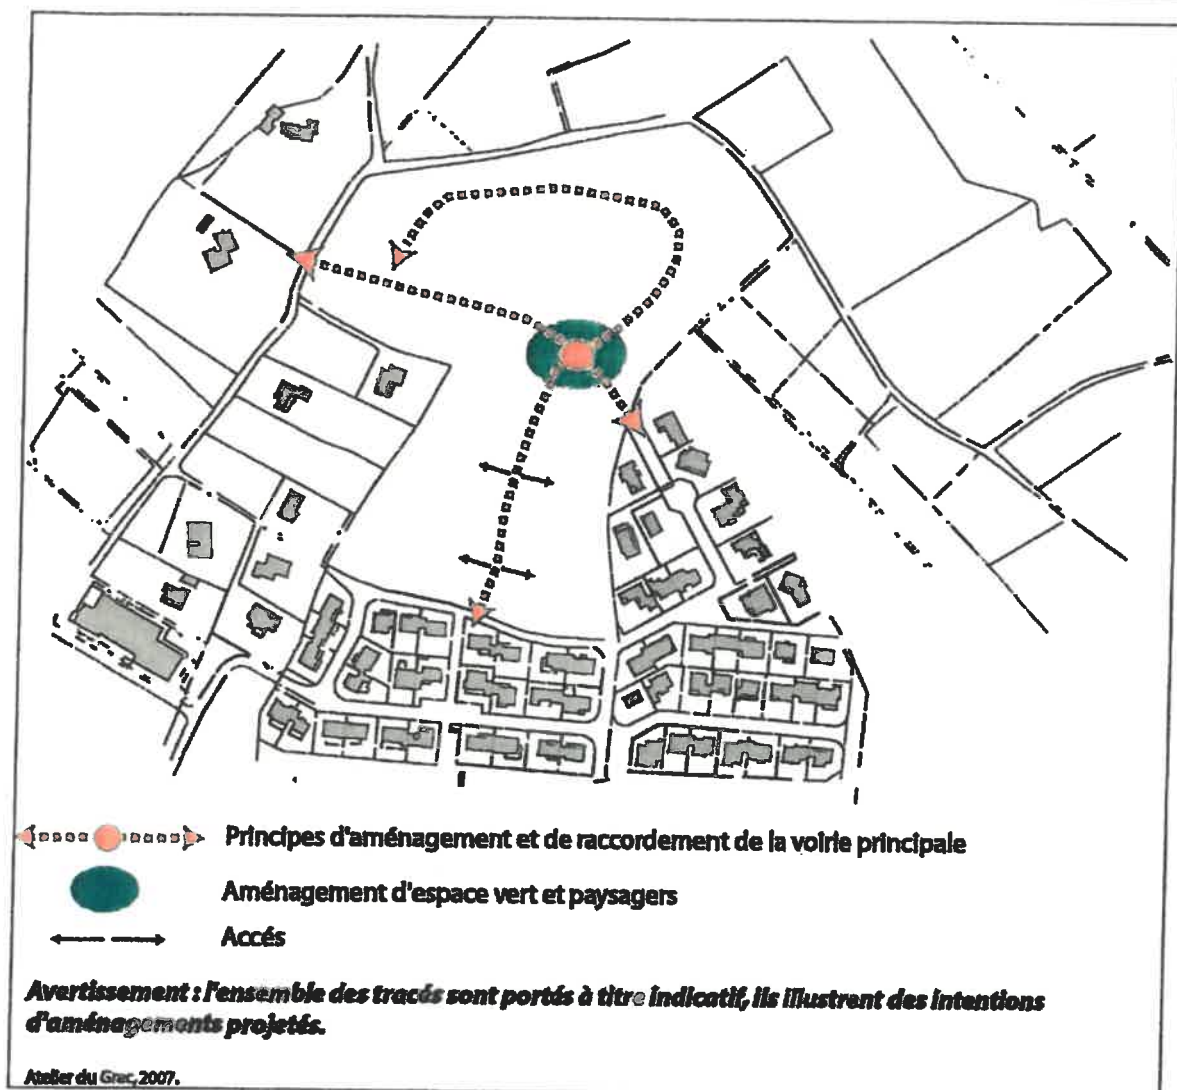 Principes d'aménagement et de raccordement de la voirie principale
Aménagement d'espace vert et paysagers
Accés
Avertissement : l'ensemble des tracés sont portés à titre indicatif, ils illustrent des intentions
d'aménagements projetés.
Atelier du Grec, 2007.